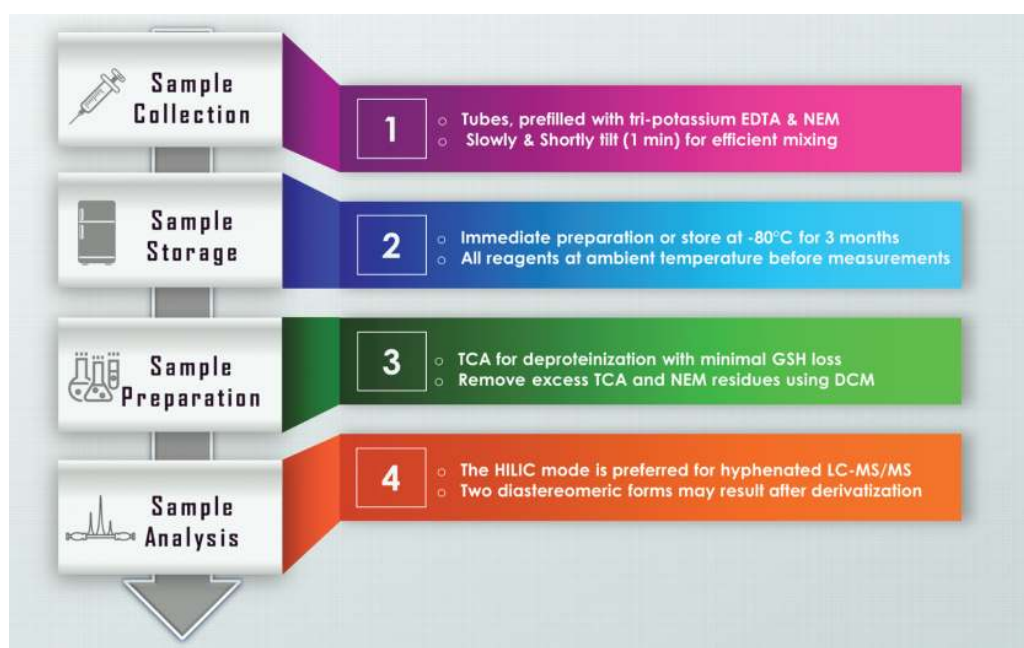 Sample
Collection
1
○ Tubes, prefilled with tri-potassium EDTA & NEM
○ Slowly & Shortly tilt (1 min) for efficient mixing
Sample
Storage
2
○ Immediate preparation or store at -80°C for 3 months
○ All reagents at ambient temperature before measurements
Sample
Preparation
3
○ TCA for deproteinization with minimal GSH loss
○ Remove excess TCA and NEM residues using DCM
Sample
Analysis
4
○ The HILIC mode is preferred for hyphenated LC-MS/MS
○ Two diastereomeric forms may result after derivatization